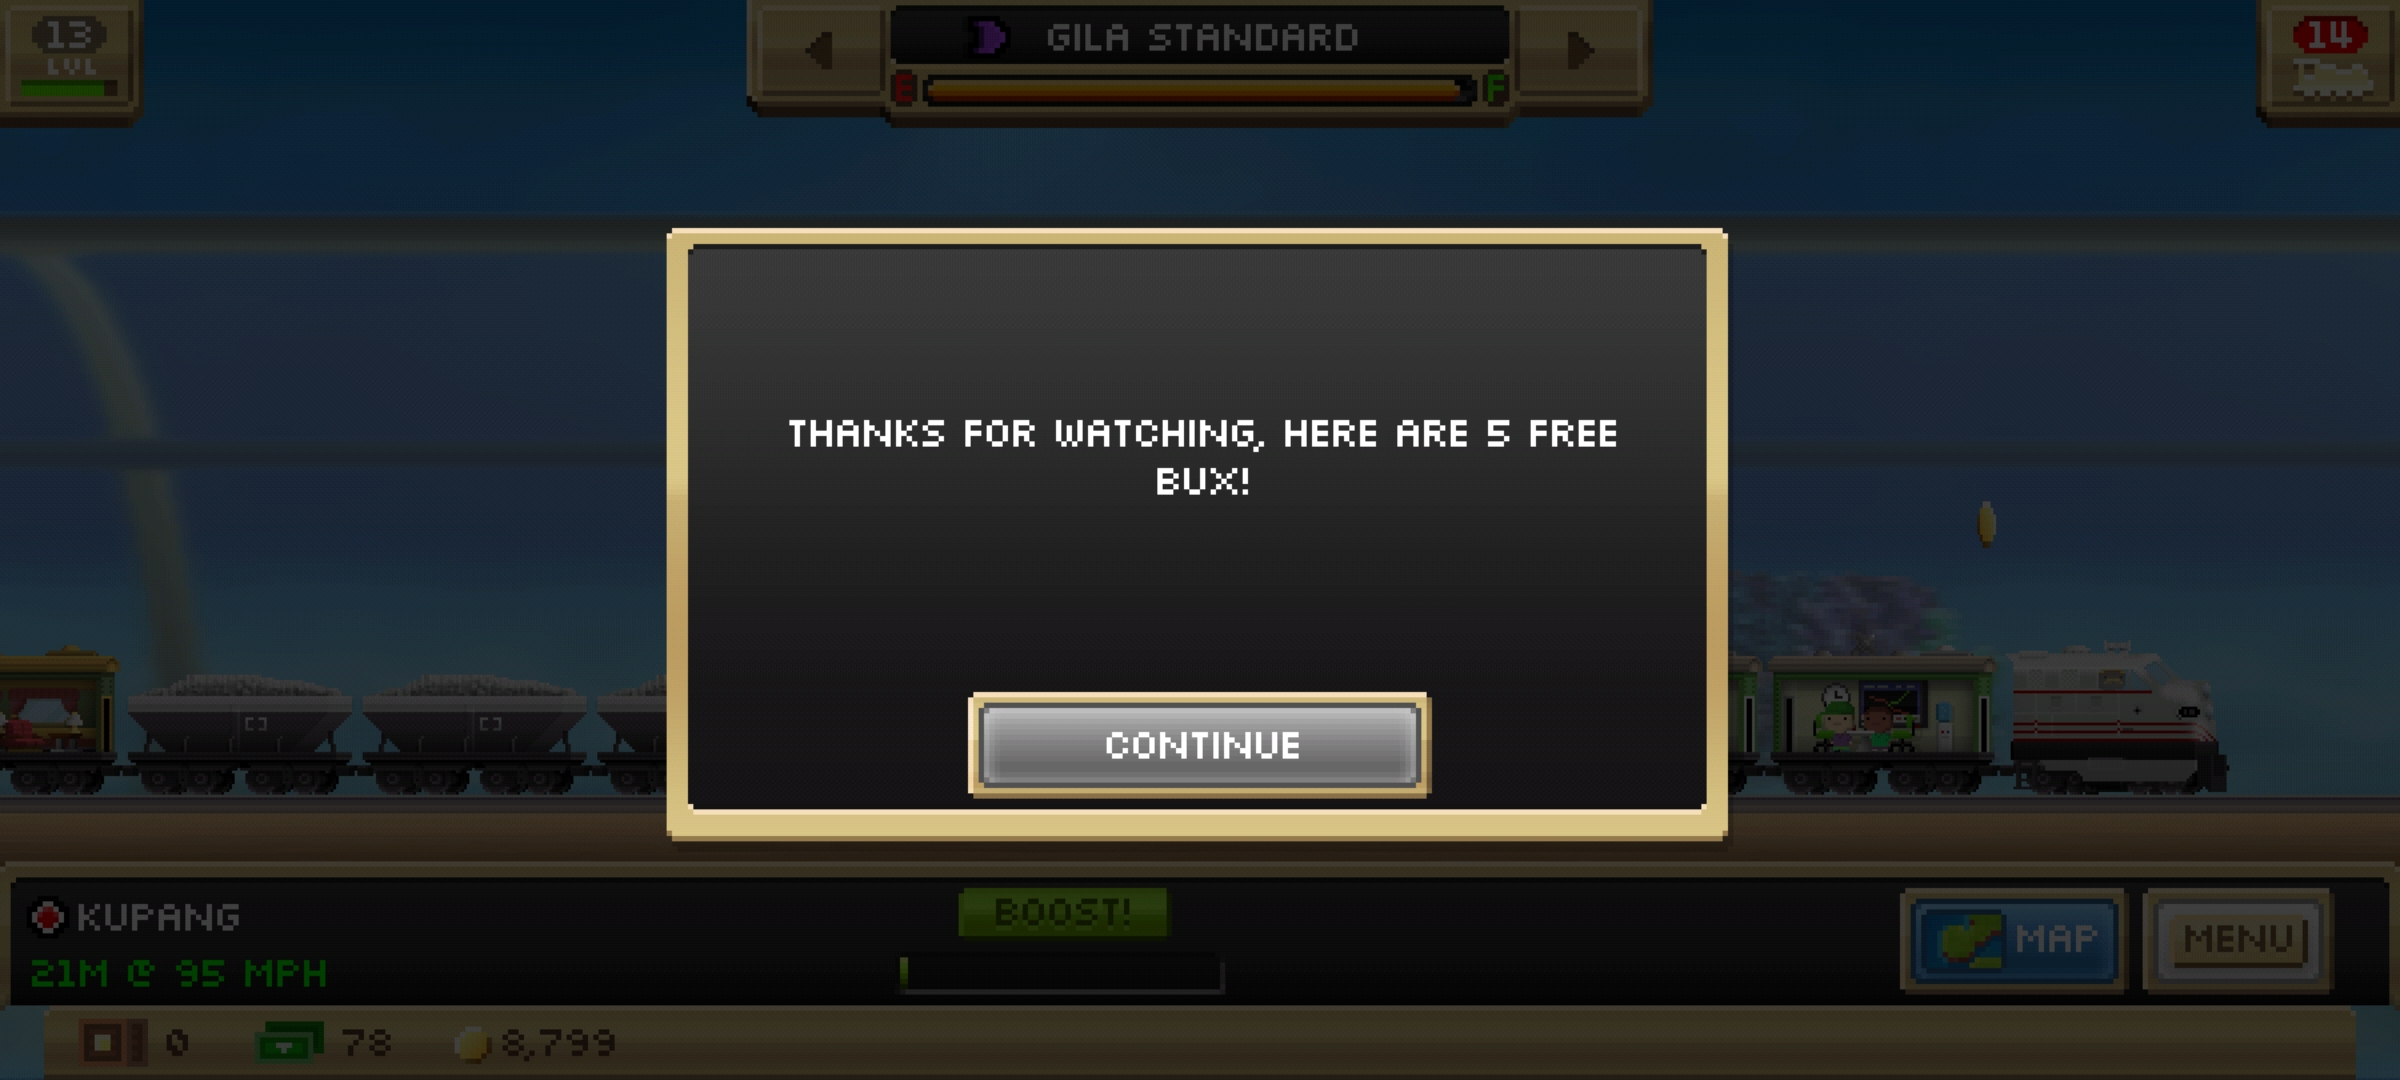 13
LVL
GILA STANDARD
E
F
14
THANKS FOR WATCHING, HERE ARE 5 FREE
BUX!
CONTINUE
KUPANG
21M @ 95 MPH
BOOST!
MAP
MENU
0
78
8,799